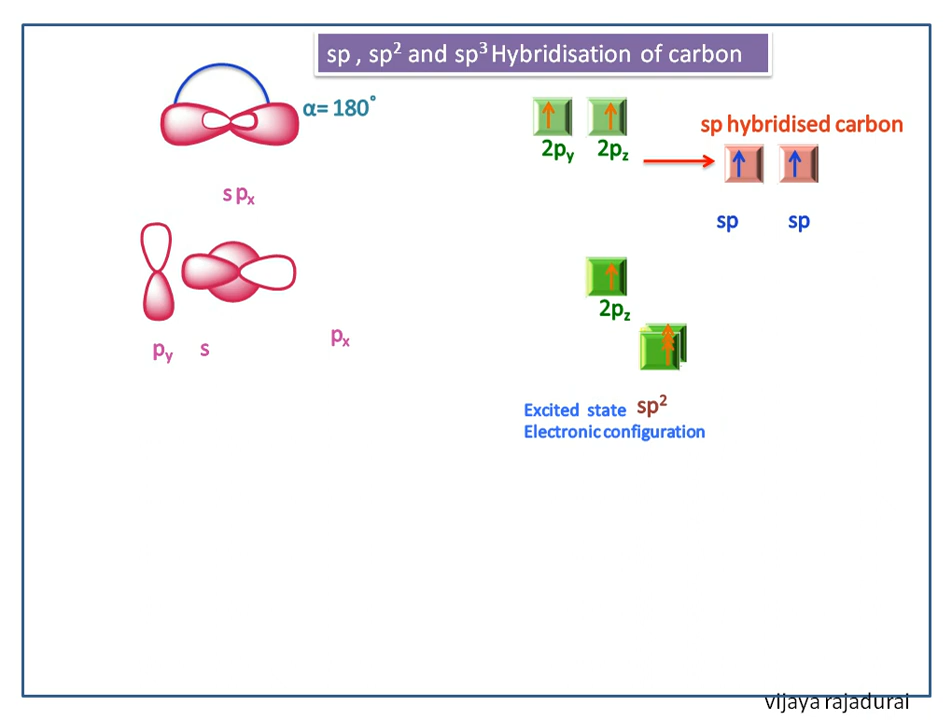 sp , sp² and sp³ Hybridisation of carbon
α= 180°
2py 2pz
sp hybridised carbon
sp sp
s px
2pz
py s px
sp²
Excited state
Electronic configuration
vijaya rajadurai